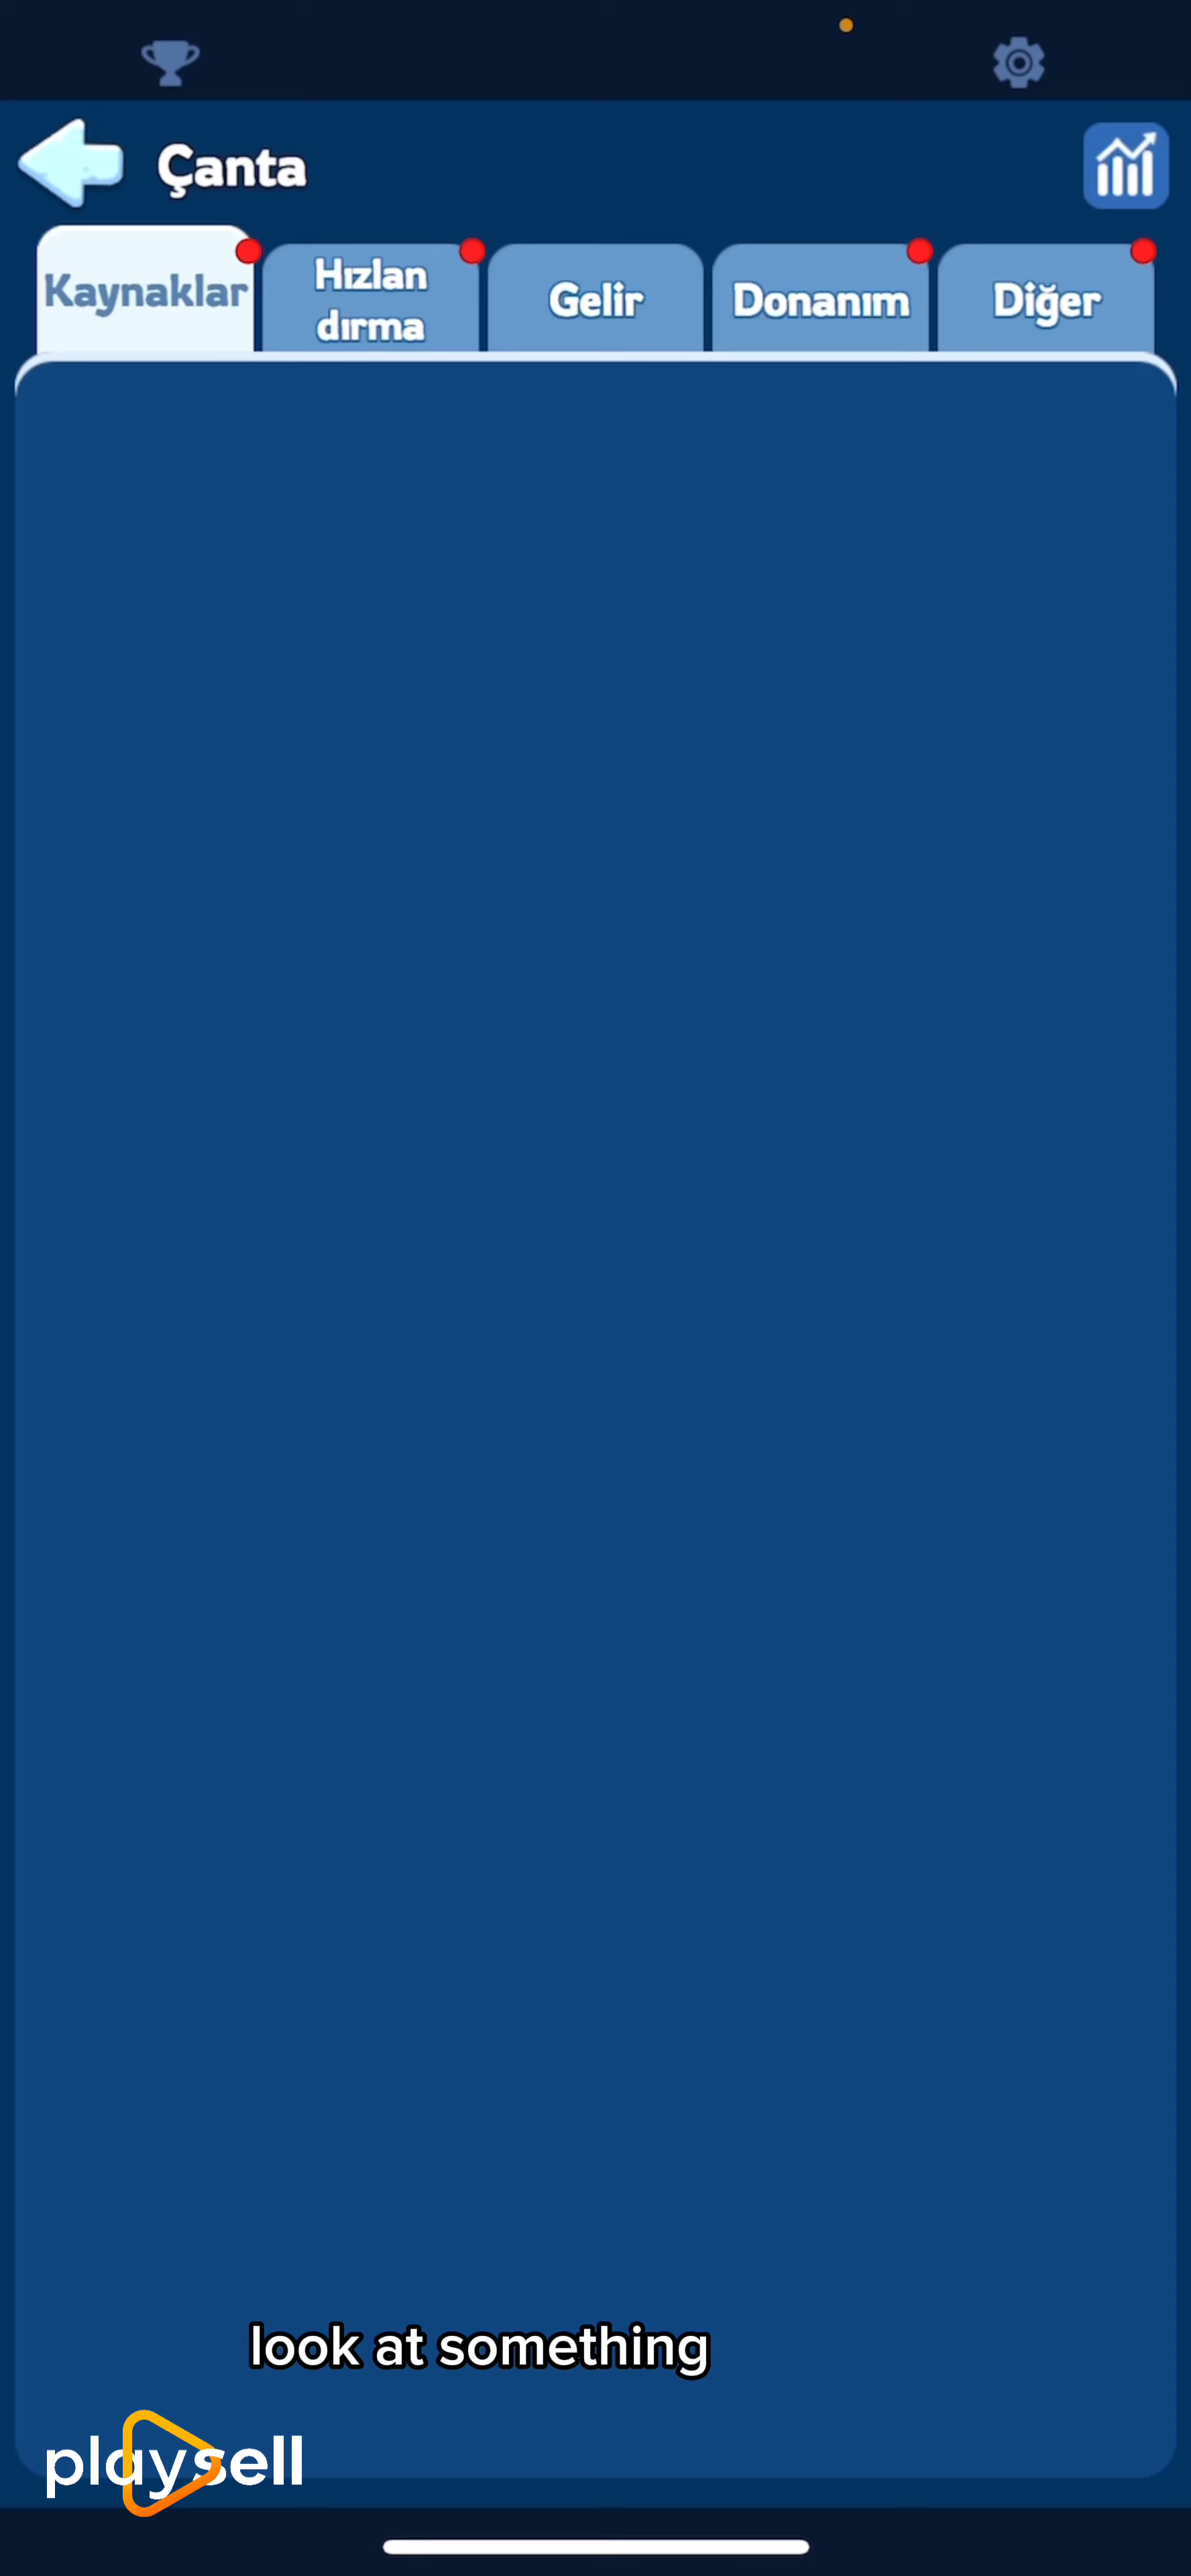 Çanta
Kaynaklar
Hızlan
dırma
Gelir
Donanım
Diğer
look at something
playsell